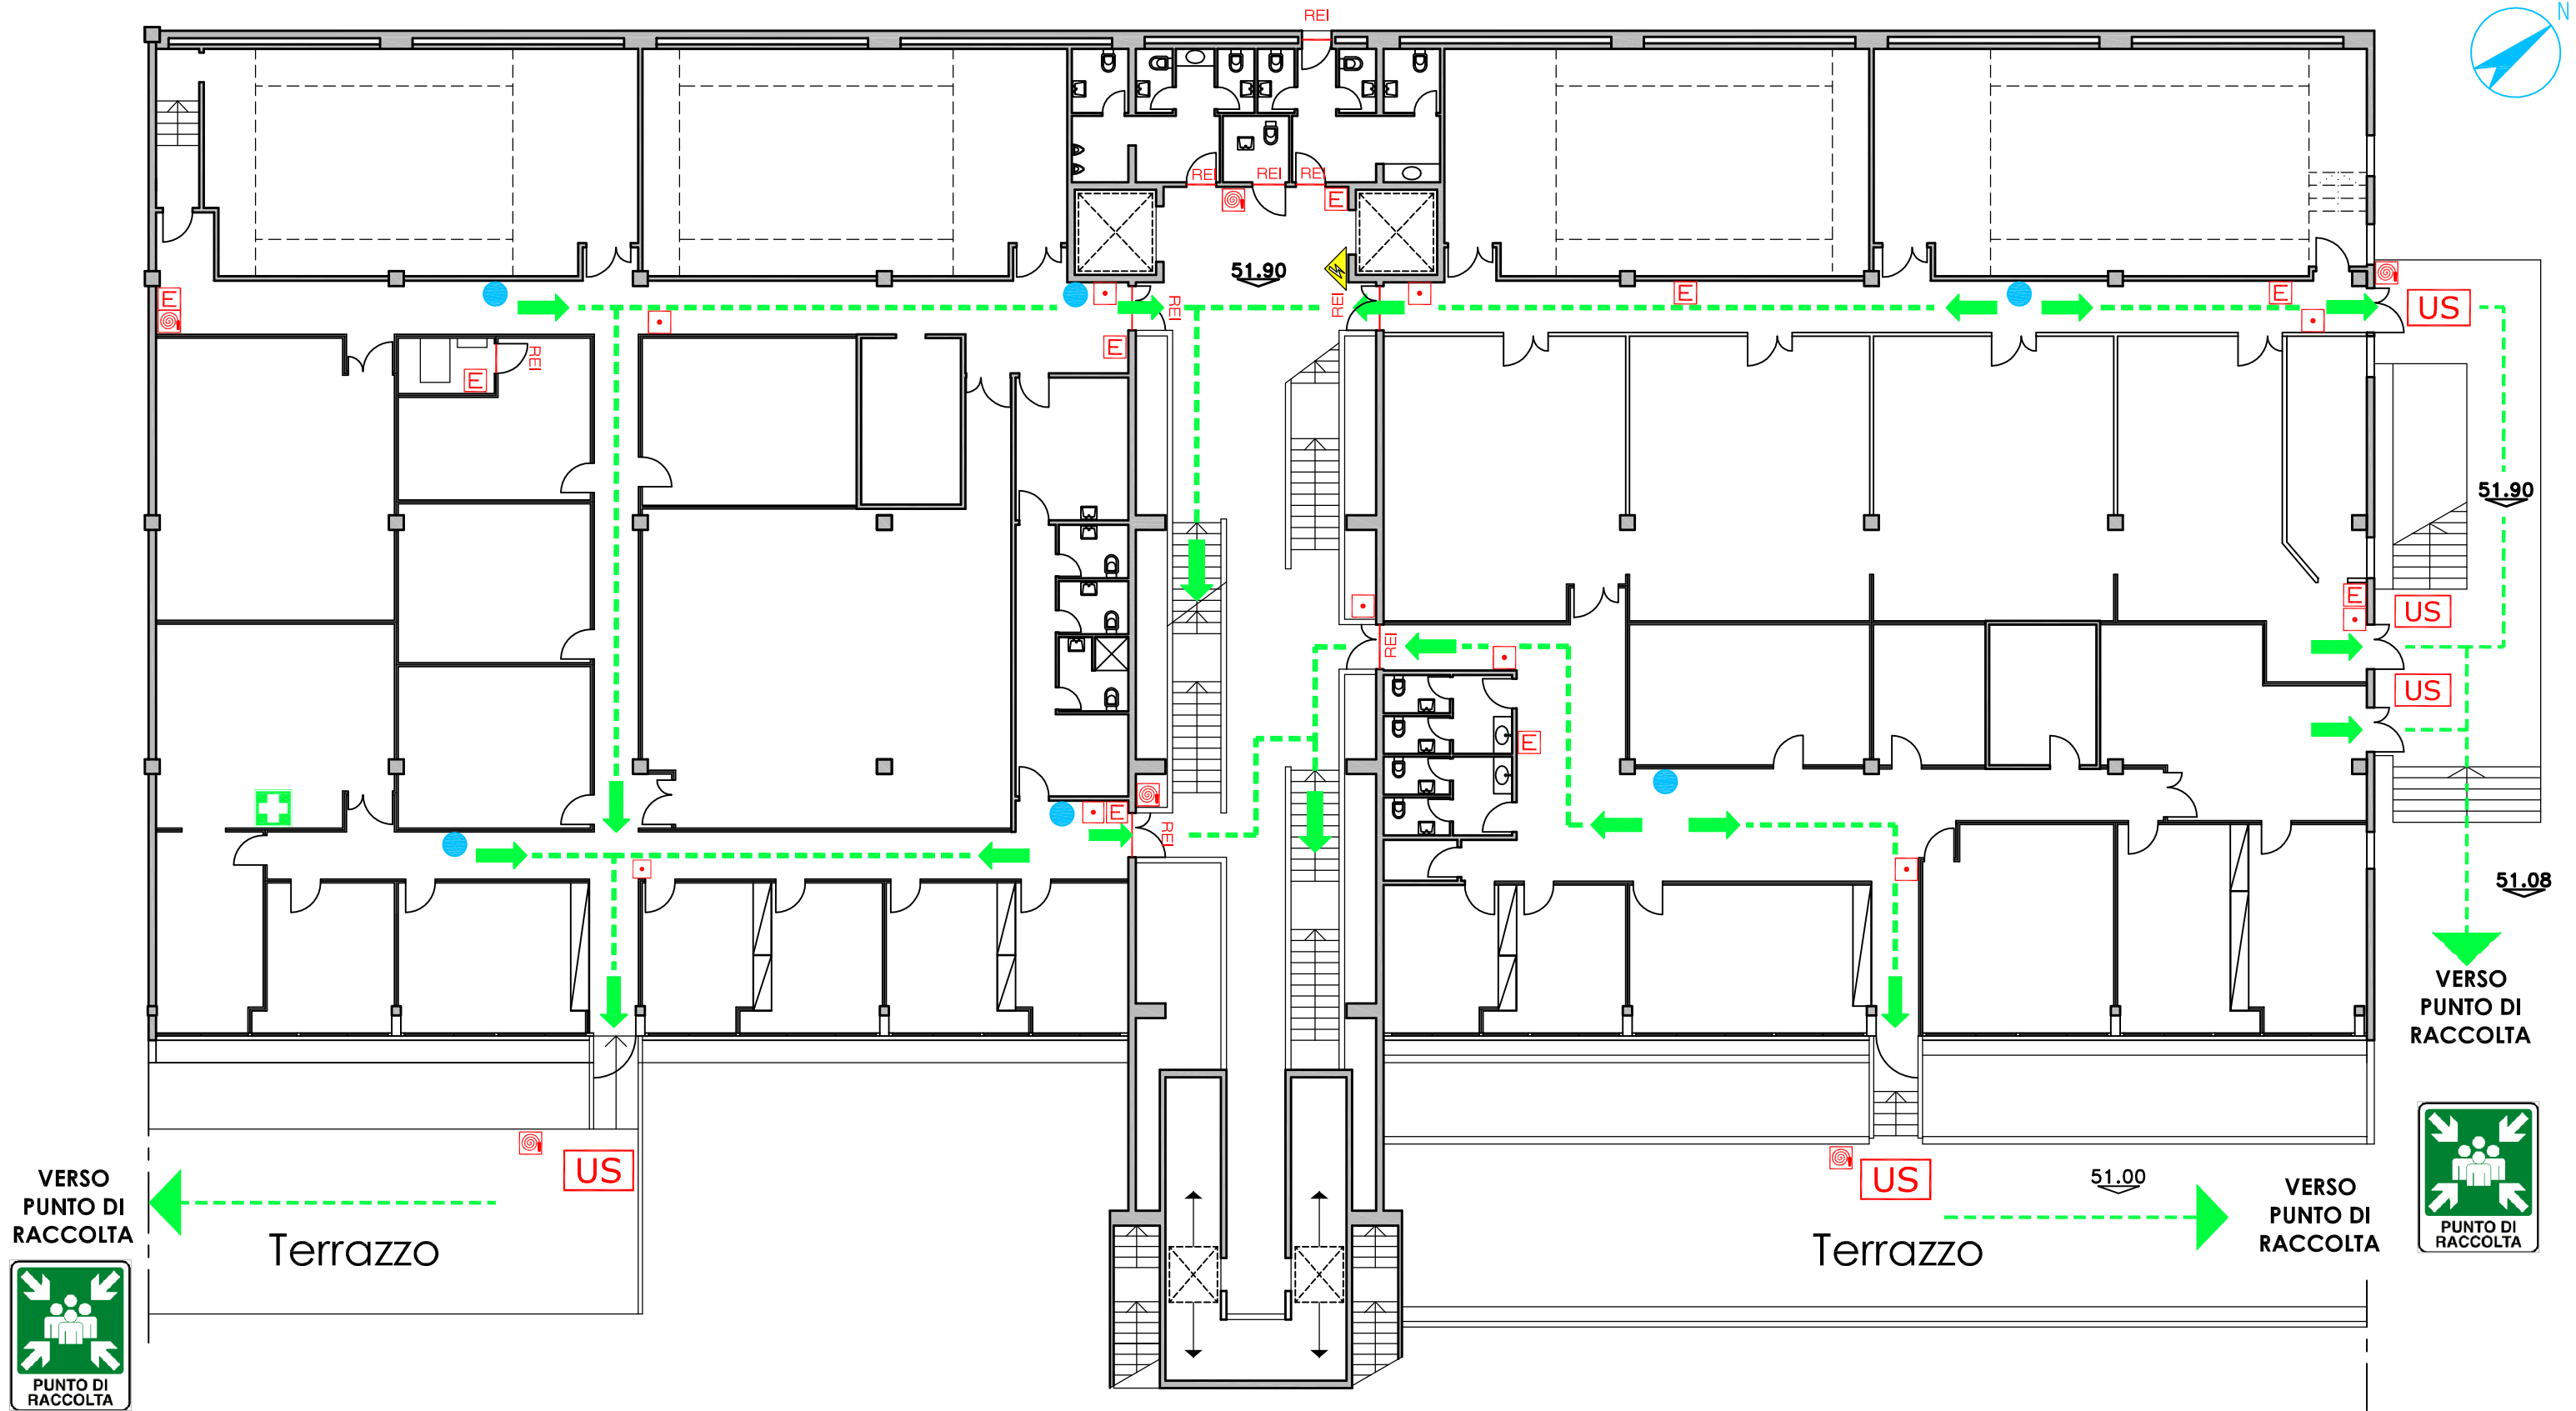 REI
N
REI
REI
REI
E
51.90
E
E
E
US
REI
REI
E
REI
E
51.90
E
US
REI
US
E
E
REI
51.08
VERSO
PUNTO DI
RACCOLTA
US
US
51.00
VERSO
PUNTO DI
RACCOLTA
VERSO
PUNTO DI
RACCOLTA
PUNTO DI
RACCOLTA
Terrazzo
Terrazzo
PUNTO DI
RACCOLTA